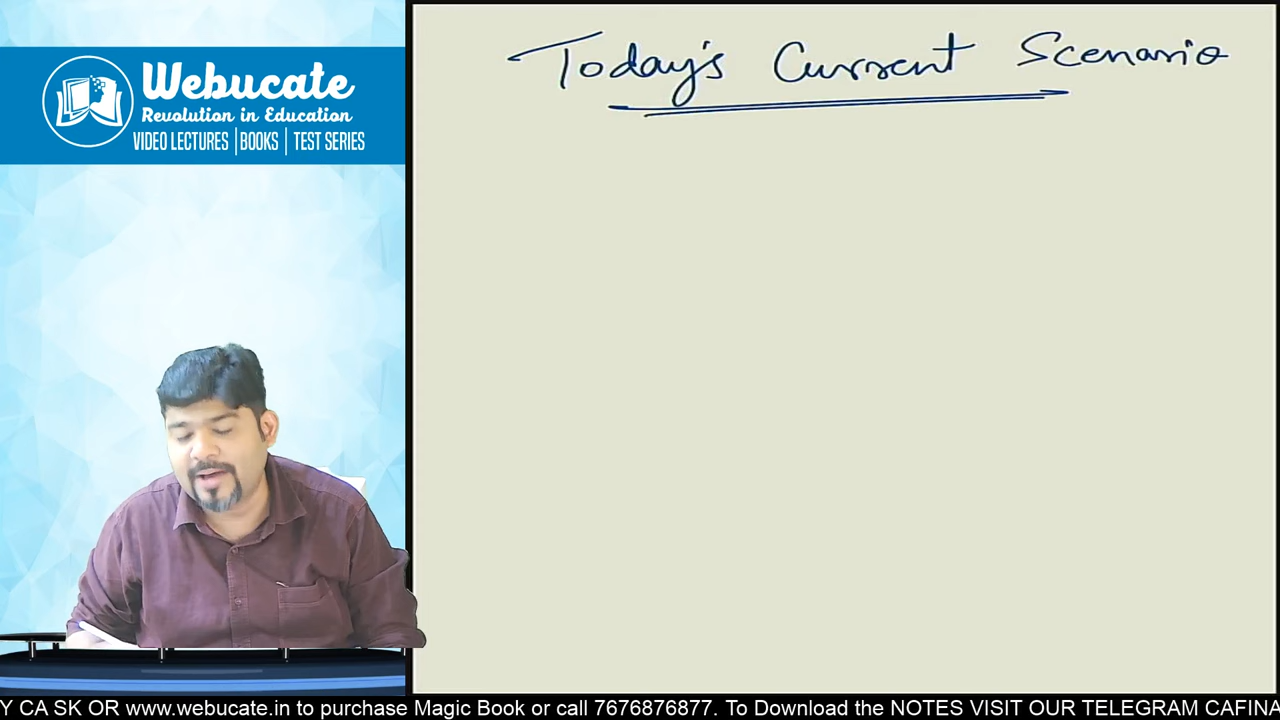 Today's Current Scenario
Webucate
Revolution in Education
VIDEO LECTURES | BOOKS | TEST SERIES
Y CA SK OR www.webucate.in to purchase Magic Book or call 7676876877. To Download the NOTES VISIT OUR TELEGRAM CAFINA